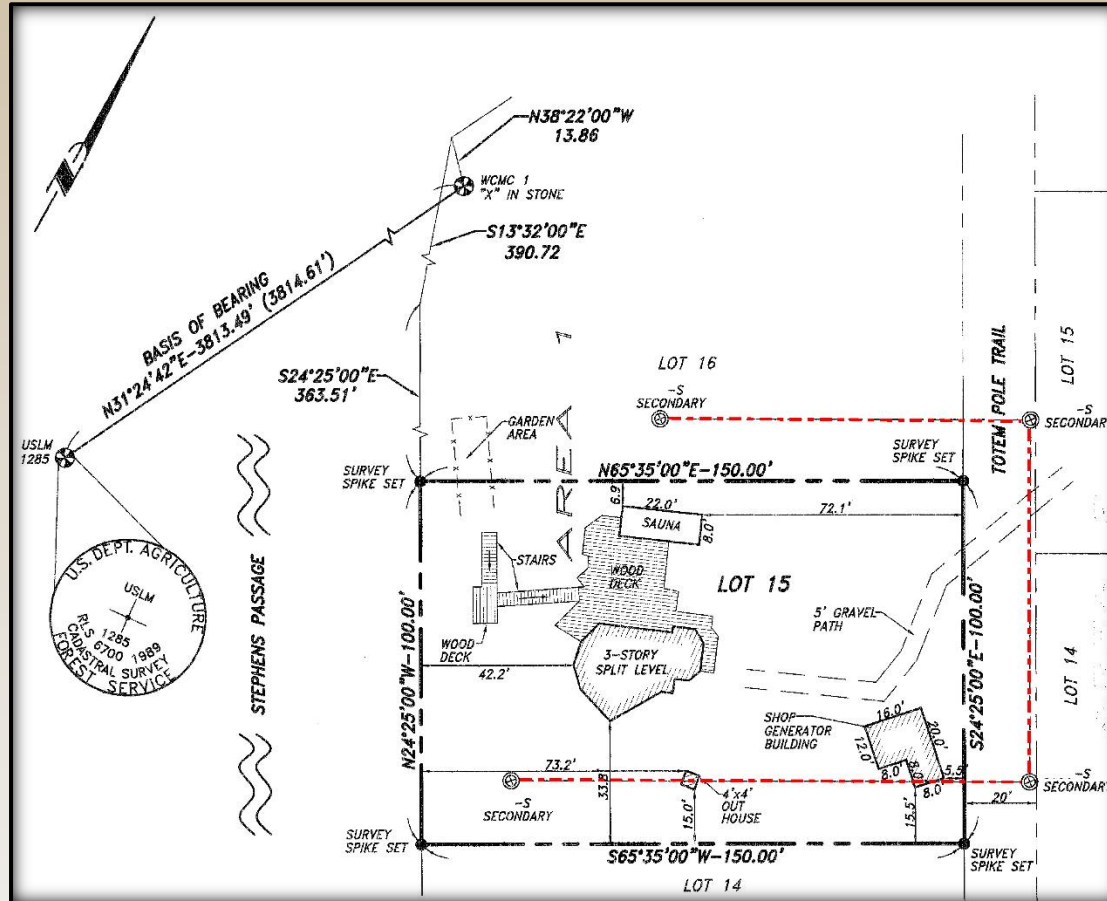 N38°22'00"W
13.86
WCMC 1
"X" IN STONE
S13°32'00"E
390.72
BASIS OF BEARING
N31°24'42"E-3813.49' (3814.61')
S24°25'00"E
363.51'
USLM
1285
U.S. DEPT. AGRICULTURE
USLM
1285
RLS 6700 1989
CADASTRAL SURVEY
FOREST SERVICE
STEPHENS PASSAGE
GARDEN
AREA
AREA 1
LOT 16
-S
SECONDARY
-S
SECONDARY
TOTEM POLE TRAIL
LOT 15
SURVEY
SPIKE SET
N65°35'00"E-150.00'
SURVEY
SPIKE SET
6.9'
22.0'
SAUNA
8.0'
72.1'
STAIRS
WOOD
DECK
LOT 15
WOOD
DECK
3-STORY
SPLIT LEVEL
42.2'
5' GRAVEL
PATH
N24°25'00"W-100.00'
S24°25'00"E-100.00'
LOT 14
SHOP
GENERATOR
BUILDING
16.0'
20.0'
12.0'
8.0'
8.0'
8.0'
5.5'
73.2'
33.8'
-S
SECONDARY
4'x4'
OUT
HOUSE
15.0'
15.5'
20'
-S
SECONDARY
SURVEY
SPIKE SET
S65°35'00"W-150.00'
SURVEY
SPIKE SET
LOT 14